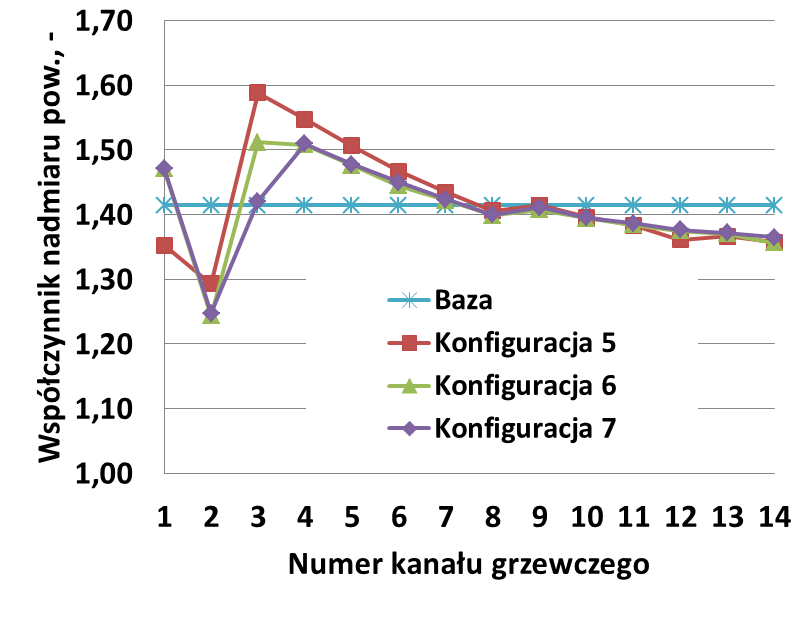 1,70
1,60
1,50
1,40
1,30
1,20
1,10
1,00
Współczynnik nadmiaru pow., -
Baza
Konfiguracja 5
Konfiguracja 6
Konfiguracja 7
1 2 3 4 5 6 7 8 9 10 11 12 13 14
Numer kanału grzewczego